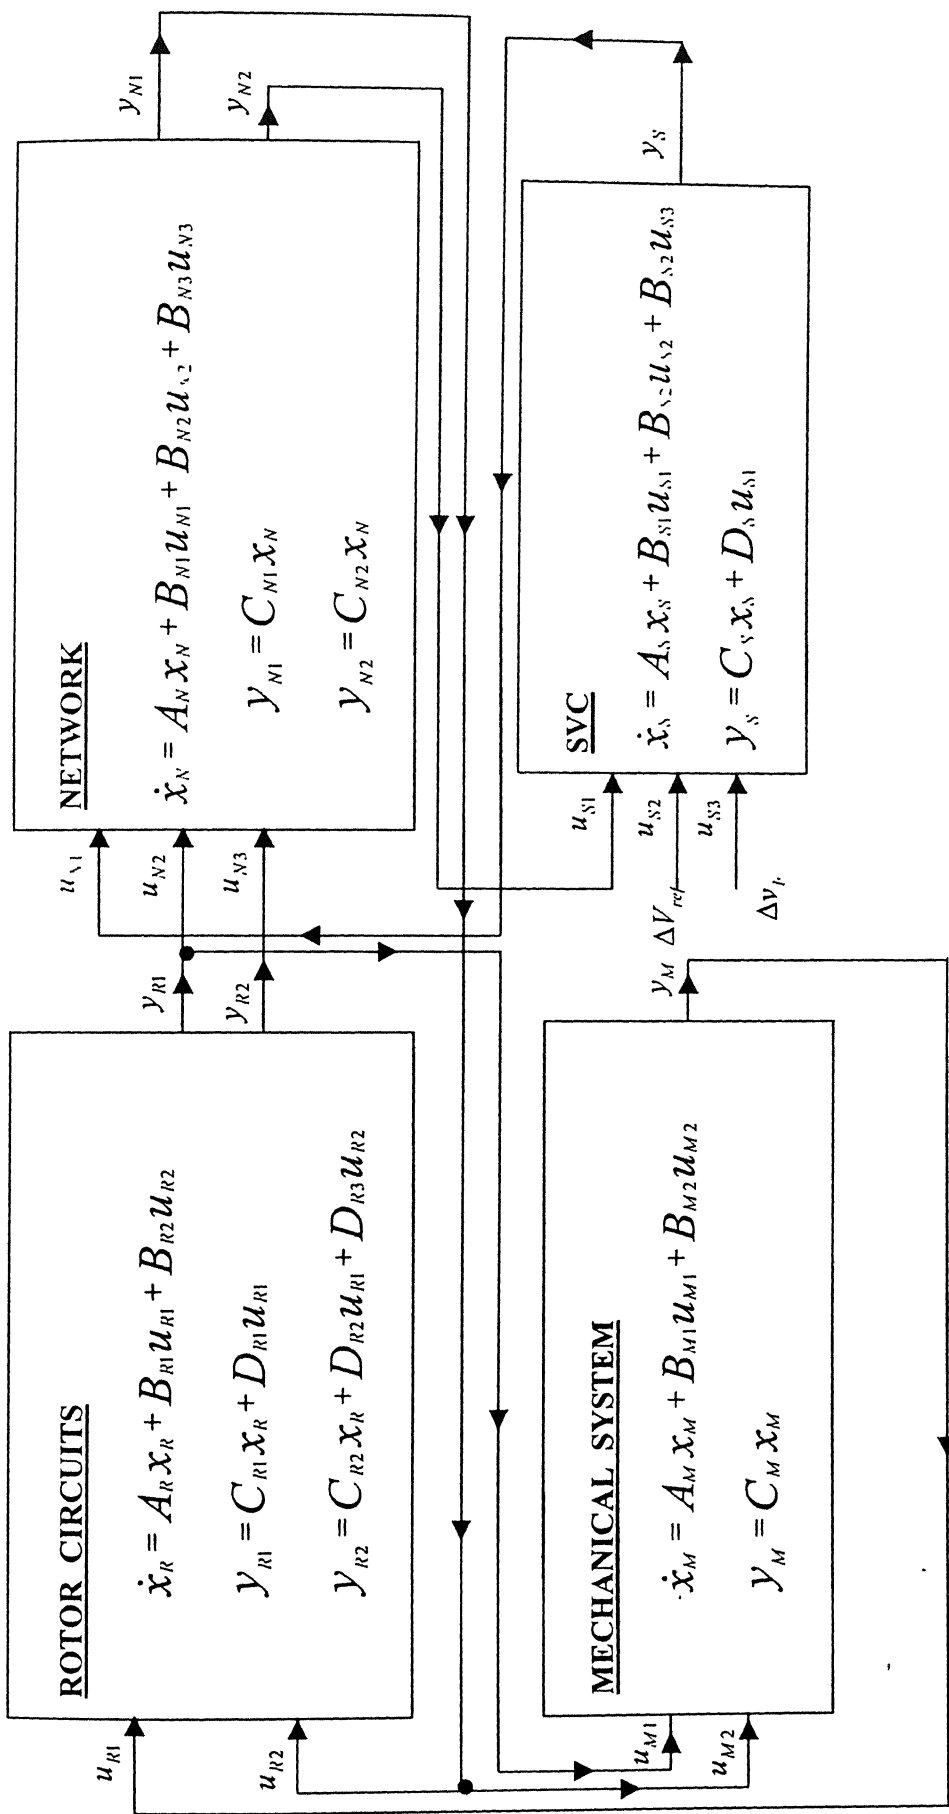 ROTOR CIRCUITS
ẋ_R = A_R x_R + B_R1 u_R1 + B_R2 u_R2
y_R1 = C_R1 x_R + D_R1 u_R1
y_R2 = C_R2 x_R + D_R2 u_R1 + D_R3 u_R2
u_R1
u_R2
y_R1
y_R2
NETWORK
ẋ_N = A_N x_N + B_N1 u_N1 + B_N2 u_N2 + B_N3 u_N3
y_N1 = C_N1 x_N
y_N2 = C_N2 x_N
u_N1
u_N2
u_N3
y_N1
y_N2
MECHANICAL SYSTEM
ẋ_M = A_M x_M + B_M1 u_M1 + B_M2 u_M2
y_M = C_M x_M
u_M1
u_M2
y_M
SVC
ẋ_S = A_S x_S + B_S1 u_S1 + B_S2 u_S2 + B_S2 u_S3
y_S = C_S x_S + D_S u_S1
u_S1
u_S2
u_S3
ΔV_ref
y_S